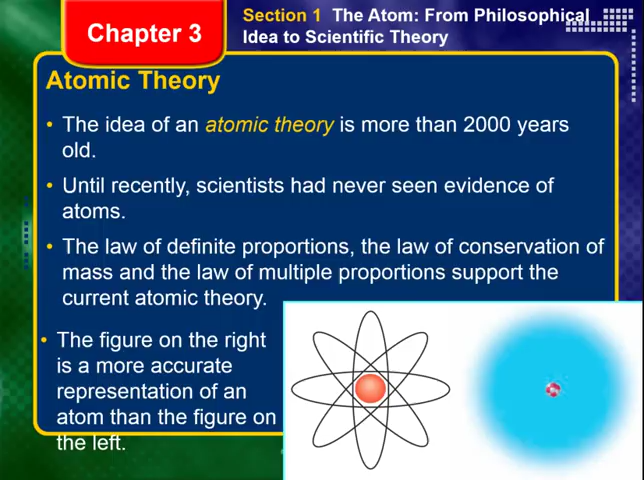 Chapter 3
Section 1 The Atom: From Philosophical
Idea to Scientific Theory
Atomic Theory
• The idea of an atomic theory is more than 2000 years
old.
• Until recently, scientists had never seen evidence of
atoms.
• The law of definite proportions, the law of conservation of
mass and the law of multiple proportions support the
current atomic theory.
• The figure on the right
is a more accurate
representation of an
atom than the figure on
the left.